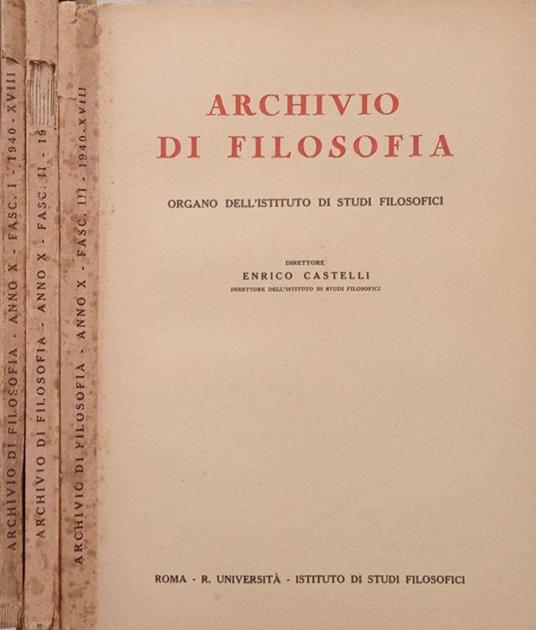 ARCHIVIO DI FILOSOFIA - ANNO X - FASC. I - 1940 - XVIII
ARCHIVIO DI FILOSOFIA - ANNO X - FASC. II - 19
ARCHIVIO DI FILOSOFIA - ANNO X - FASC. III - 1940 - XVIII
ARCHIVIO
DI FILOSOFIA
ORGANO DELL'ISTITUTO DI STUDI FILOSOFICI
DIRETTORE
ENRICO CASTELLI
DIRETTORE DELL'ISTITUTO DI STUDI FILOSOFICI
ROMA - R. UNIVERSITÀ - ISTITUTO DI STUDI FILOSOFICI